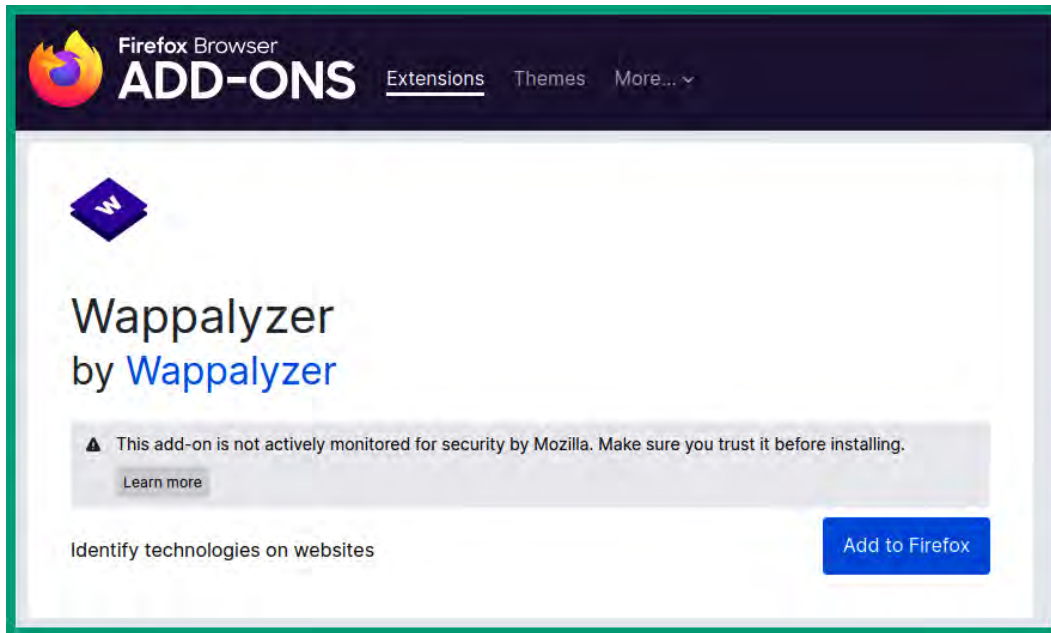 Firefox Browser
ADD-ONS
Extensions Themes More...
W
Wappalyzer
by Wappalyzer
This add-on is not actively monitored for security by Mozilla. Make sure you trust it before installing.
Learn more
Identify technologies on websites
Add to Firefox